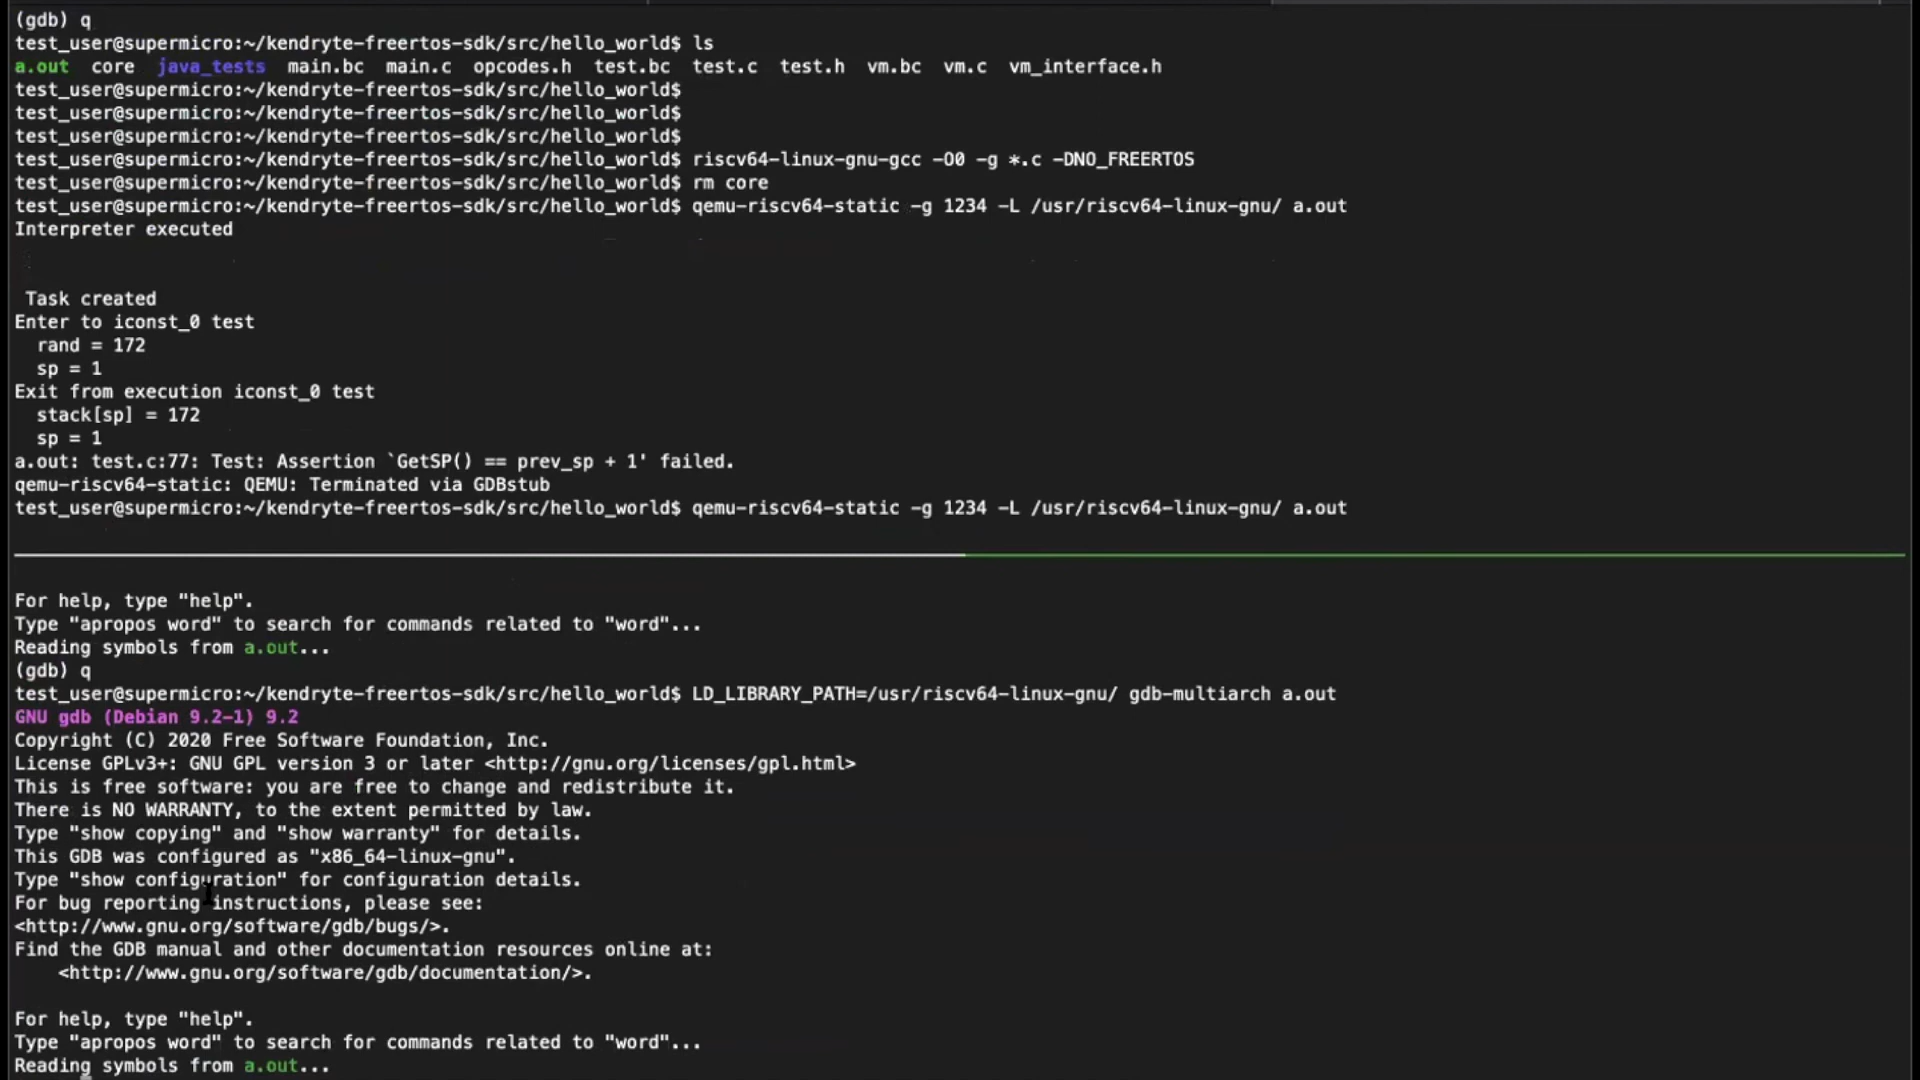 (gdb) q
test_user@supermicro:~/kendryte-freertos-sdk/src/hello_world$ ls
a.out  core  java_tests  main.bc  main.c  opcodes.h  test.bc  test.c  test.h  vm.bc  vm.c  vm_interface.h
test_user@supermicro:~/kendryte-freertos-sdk/src/hello_world$
test_user@supermicro:~/kendryte-freertos-sdk/src/hello_world$
test_user@supermicro:~/kendryte-freertos-sdk/src/hello_world$
test_user@supermicro:~/kendryte-freertos-sdk/src/hello_world$ riscv64-linux-gnu-gcc -O0 -g *.c -DNO_FREERTOS
test_user@supermicro:~/kendryte-freertos-sdk/src/hello_world$ rm core
test_user@supermicro:~/kendryte-freertos-sdk/src/hello_world$ qemu-riscv64-static -g 1234 -L /usr/riscv64-linux-gnu/ a.out
Interpreter executed
 Task created
Enter to iconst_0 test
  rand = 172
  sp = 1
Exit from execution iconst_0 test
  stack[sp] = 172
  sp = 1
a.out: test.c:77: Test: Assertion `GetSP() == prev_sp + 1' failed.
qemu-riscv64-static: QEMU: Terminated via GDBstub
test_user@supermicro:~/kendryte-freertos-sdk/src/hello_world$ qemu-riscv64-static -g 1234 -L /usr/riscv64-linux-gnu/ a.out
For help, type "help".
Type "apropos word" to search for commands related to "word"...
Reading symbols from a.out...
(gdb) q
test_user@supermicro:~/kendryte-freertos-sdk/src/hello_world$ LD_LIBRARY_PATH=/usr/riscv64-linux-gnu/ gdb-multiarch a.out
GNU gdb (Debian 9.2-1) 9.2
Copyright (C) 2020 Free Software Foundation, Inc.
License GPLv3+: GNU GPL version 3 or later <http://gnu.org/licenses/gpl.html>
This is free software: you are free to change and redistribute it.
There is NO WARRANTY, to the extent permitted by law.
Type "show copying" and "show warranty" for details.
This GDB was configured as "x86_64-linux-gnu".
Type "show configuration" for configuration details.
For bug reporting instructions, please see:
<http://www.gnu.org/software/gdb/bugs/>.
Find the GDB manual and other documentation resources online at:
    <http://www.gnu.org/software/gdb/documentation/>.
For help, type "help".
Type "apropos word" to search for commands related to "word"...
Reading symbols from a.out...